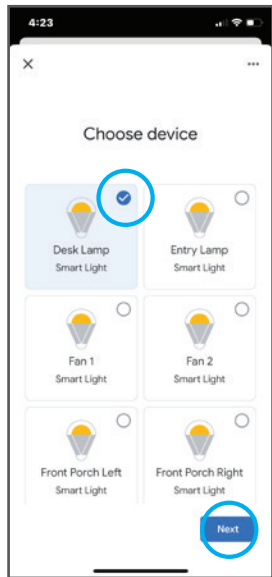 4:23
Choose device
Desk Lamp
Smart Light
Entry Lamp
Smart Light
Fan 1
Smart Light
Fan 2
Smart Light
Front Porch Left
Smart Light
Front Porch Right
Smart Light
Next